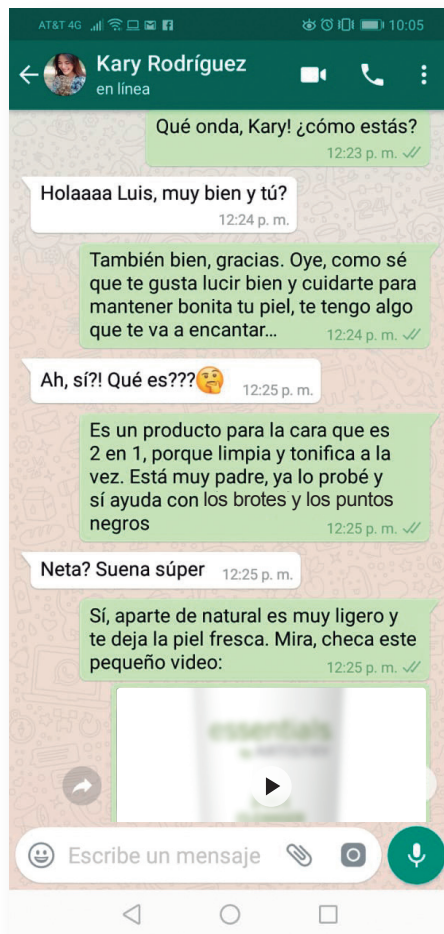 AT&T 4G 10:05
Kary Rodríguez
en línea
Qué onda, Kary! ¿cómo estás?
12:23 p. m.
Holaaaa Luis, muy bien y tú?
12:24 p. m.
También bien, gracias. Oye, como sé
que te gusta lucir bien y cuidarte para
mantener bonita tu piel, te tengo algo
que te va a encantar... 12:24 p. m.
Ah, sí?! Qué es???🤔 12:25 p. m.
Es un producto para la cara que es
2 en 1, porque limpia y tonifica a la
vez. Está muy padre, ya lo probé y
sí ayuda con los brotes y los puntos
negros 12:25 p. m.
Neta? Suena súper 12:25 p. m.
Sí, aparte de natural es muy ligero y
te deja la piel fresca. Mira, checa este
pequeño video: 12:25 p. m.
essentials
Escribe un mensaje